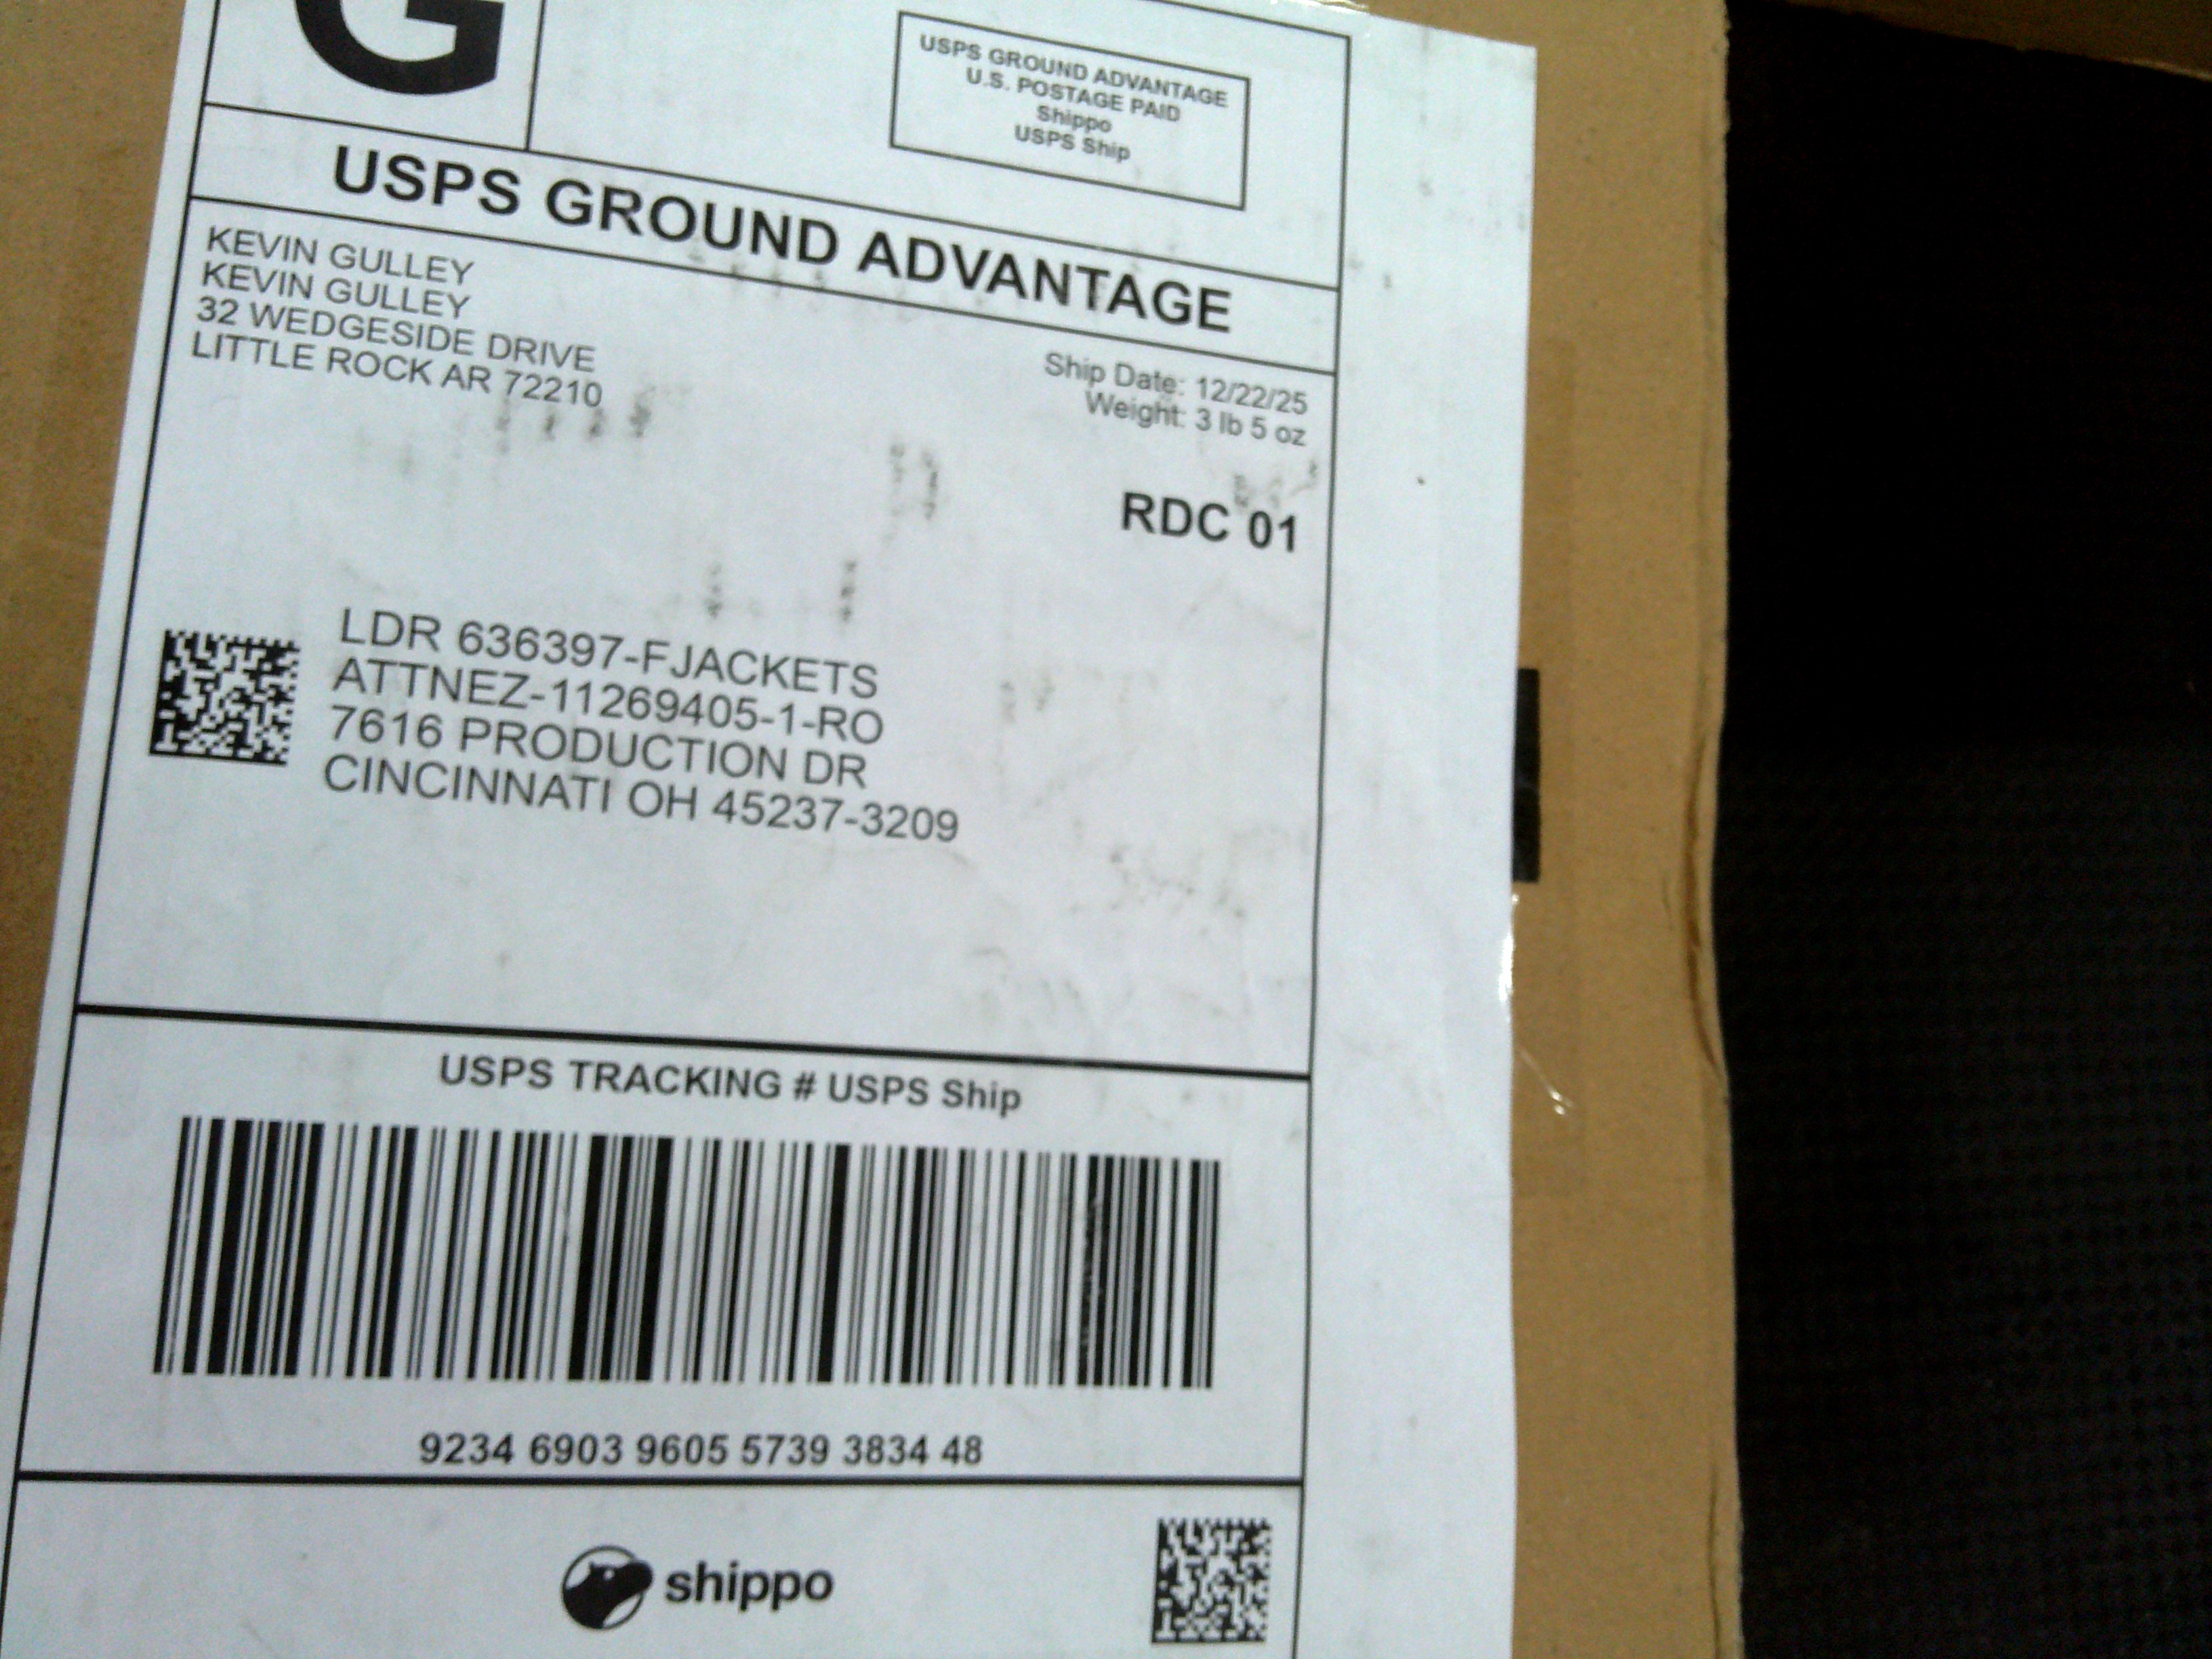 G
USPS GROUND ADVANTAGE
U.S. POSTAGE PAID
Shippo
USPS Ship
USPS GROUND ADVANTAGE
KEVIN GULLEY
KEVIN GULLEY
32 WEDGESIDE DRIVE
LITTLE ROCK AR 72210
Ship Date: 12/22/25
Weight: 3 lb 5 oz
RDC 01
LDR 636397-FJACKETS
ATTNEZ-11269405-1-RO
7616 PRODUCTION DR
CINCINNATI OH 45237-3209
USPS TRACKING # USPS Ship
9234 6903 9605 5739 3834 48
shippo